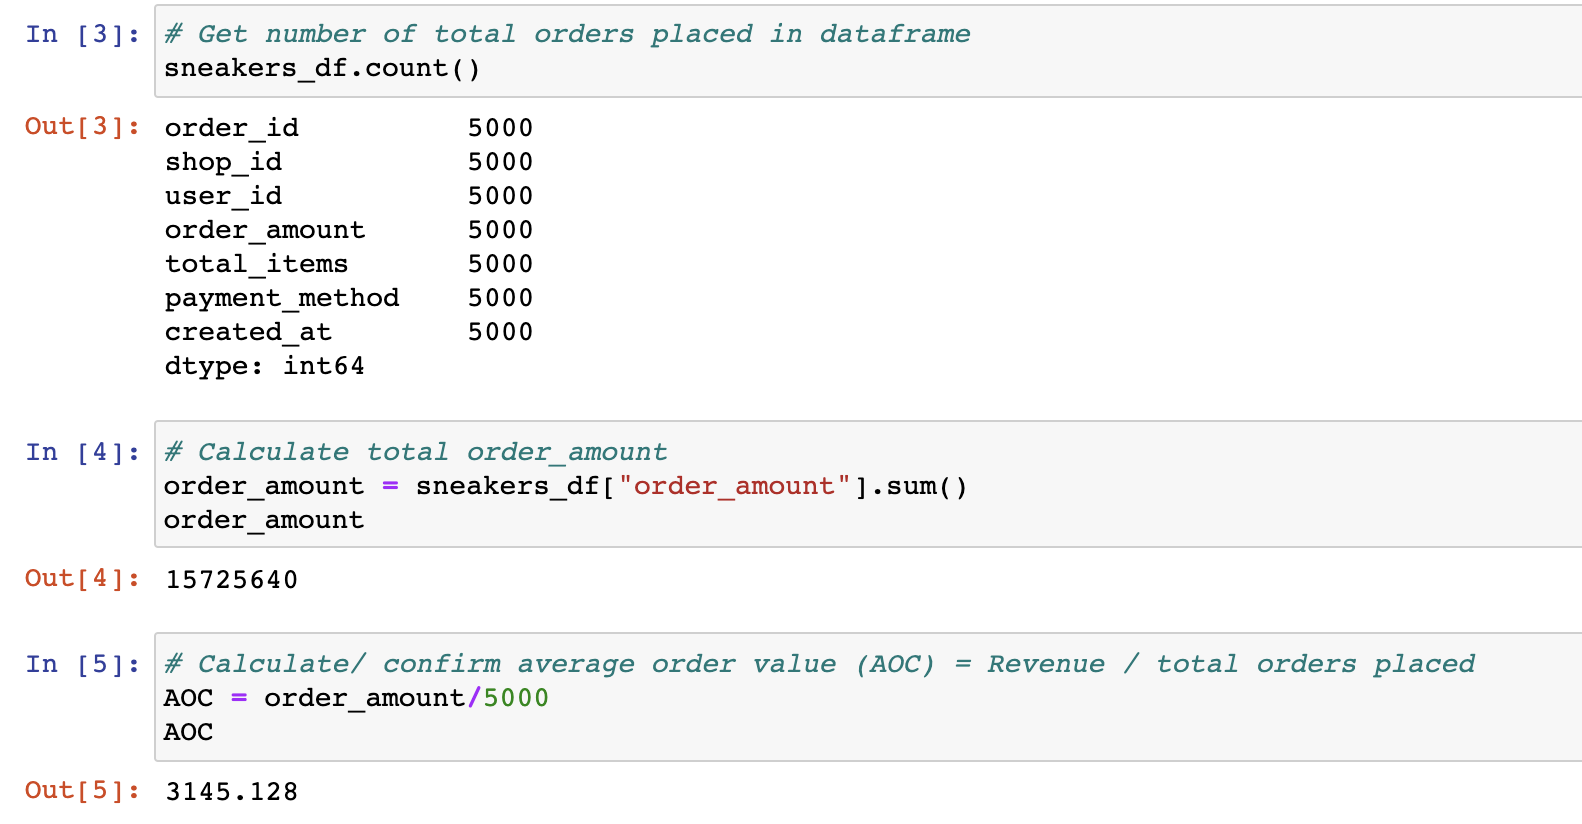 In [3]: # Get number of total orders placed in dataframe
sneakers_df.count()
Out[3]: order_id 5000
shop_id 5000
user_id 5000
order_amount 5000
total_items 5000
payment_method 5000
created_at 5000
dtype: int64
In [4]: # Calculate total order_amount
order_amount = sneakers_df["order_amount"].sum()
order_amount
Out[4]: 15725640
In [5]: # Calculate/ confirm average order value (AOC) = Revenue / total orders placed
AOC = order_amount/5000
AOC
Out[5]: 3145.128